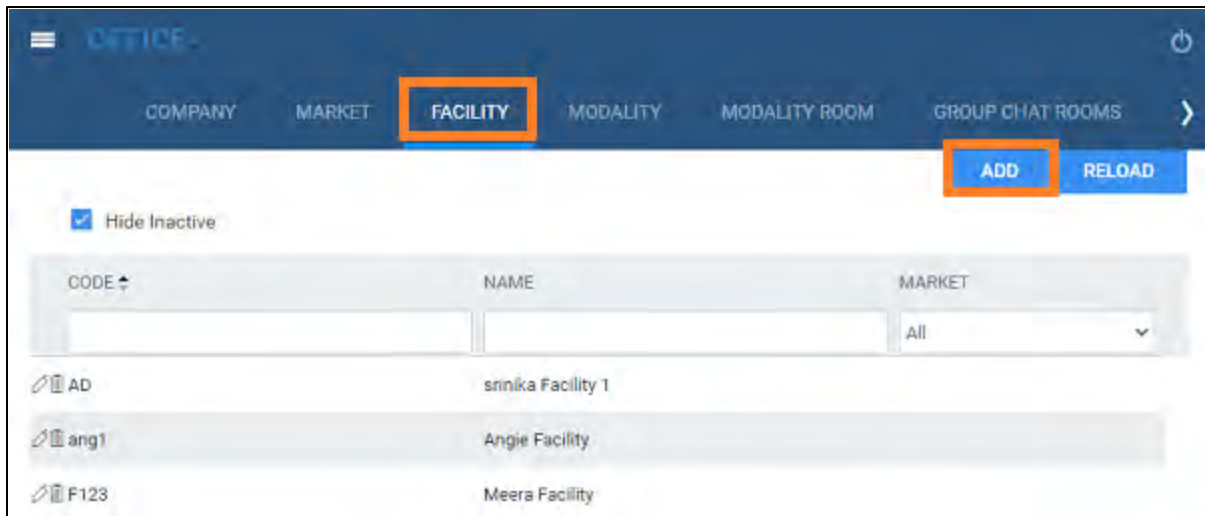 OFFICE
COMPANY MARKET FACILITY MODALITY MODALITY ROOM GROUP CHAT ROOMS
ADD RELOAD
Hide Inactive
CODE NAME MARKET
All
AD srinika Facility 1
ang1 Angie Facility
F123 Meera Facility